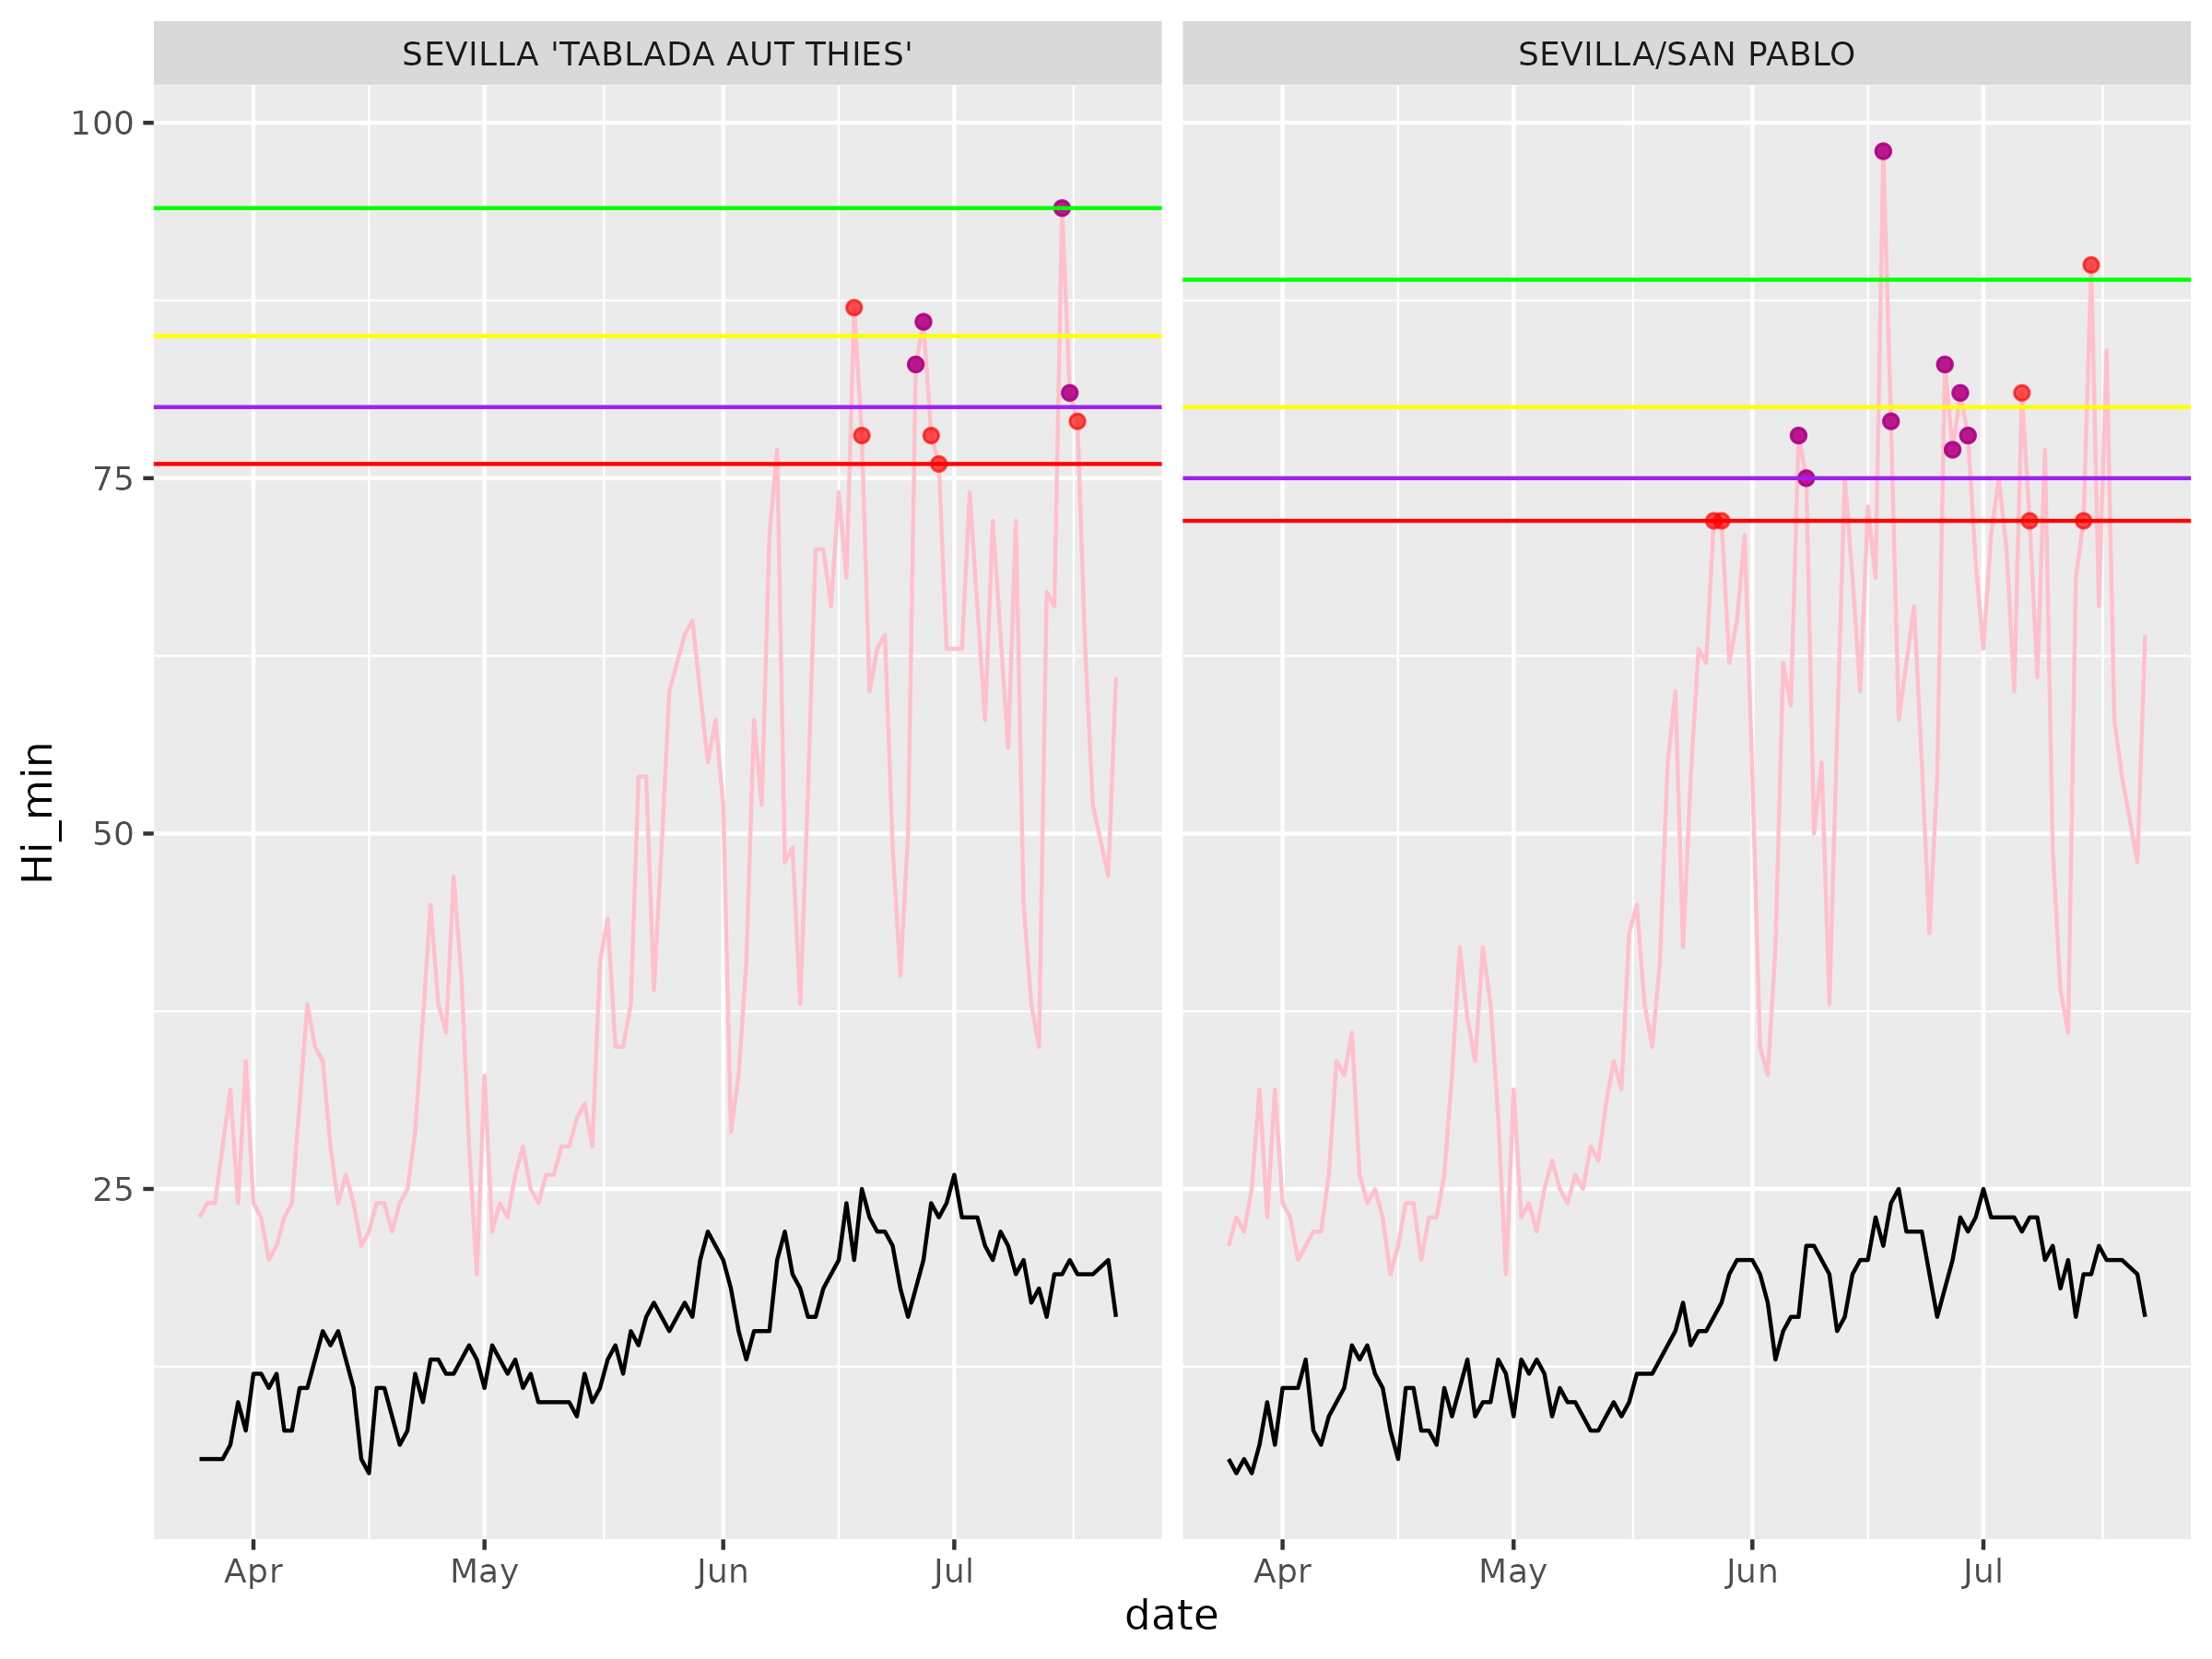 SEVILLA 'TABLADA AUT THIES'
SEVILLA/SAN PABLO
100
75
50
25
Hi_min
Apr May Jun Jul
Apr May Jun Jul
date